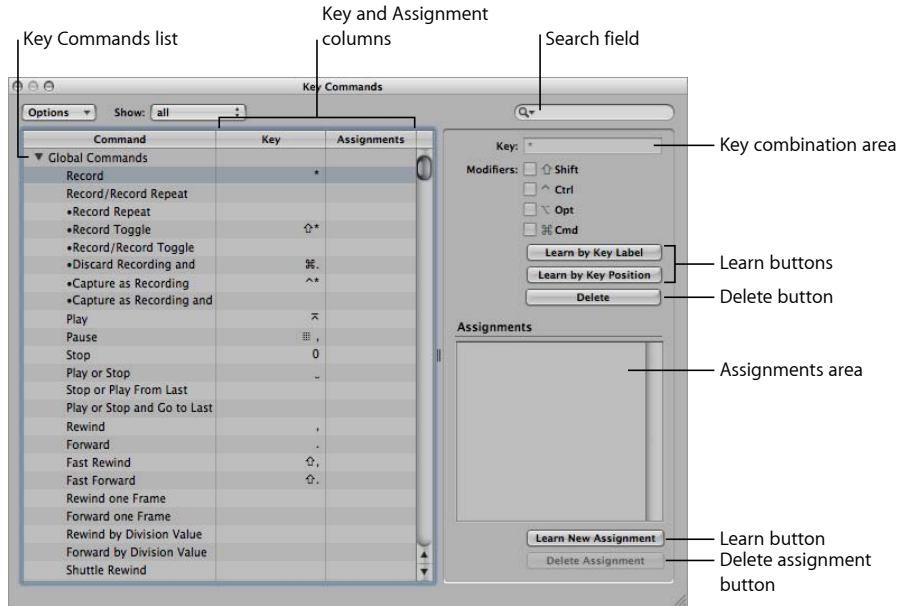 Key and Assignment
columns
Key Commands list
Search field
Key Commands
Options
Show: all
Command Key Assignments
▼ Global Commands
Record *
Record/Record Repeat
•Record Repeat
•Record Toggle ⇧*
•Record/Record Toggle
•Discard Recording and ⌘.
•Capture as Recording ^*
•Capture as Recording and
Play ⌅
Pause ▦ ,
Stop 0
Play or Stop ⎵
Stop or Play From Last
Play or Stop and Go to Last
Rewind ,
Forward .
Fast Rewind ⇧,
Fast Forward ⇧.
Rewind one Frame
Forward one Frame
Rewind by Division Value
Forward by Division Value
Shuttle Rewind
Key: *
Modifiers: ⇧ Shift
^ Ctrl
⌥ Opt
⌘ Cmd
Learn by Key Label
Learn by Key Position
Delete
Assignments
Learn New Assignment
Delete Assignment
Key combination area
Learn buttons
Delete button
Assignments area
Learn button
Delete assignment
button